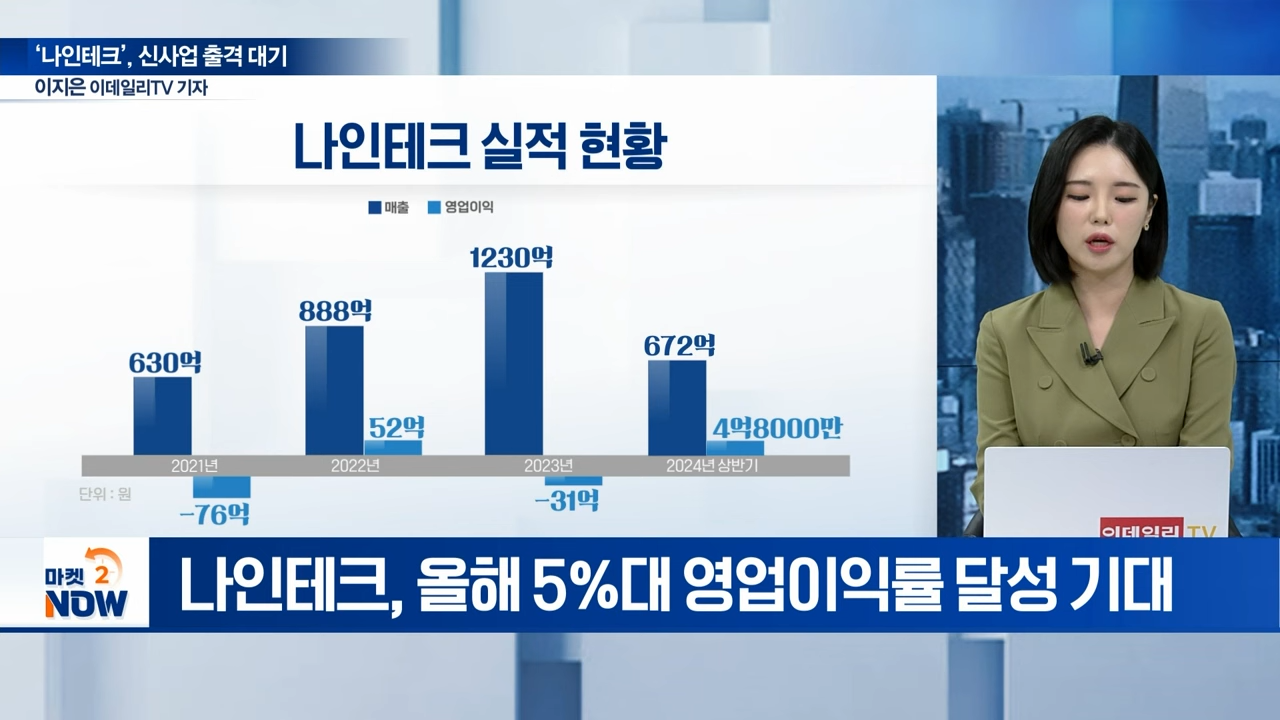 ‘나인테크’, 신사업 출격 대기
이지은 이데일리TV 기자
나인테크 실적 현황
매출 영업이익
630억
888억
52억
1230억
672억
4억8000만
2021년 2022년 2023년 2024년 상반기
단위 : 원
-76억
-31억
이데일리 TV
마켓 2
NOW
나인테크, 올해 5%대 영업이익률 달성 기대